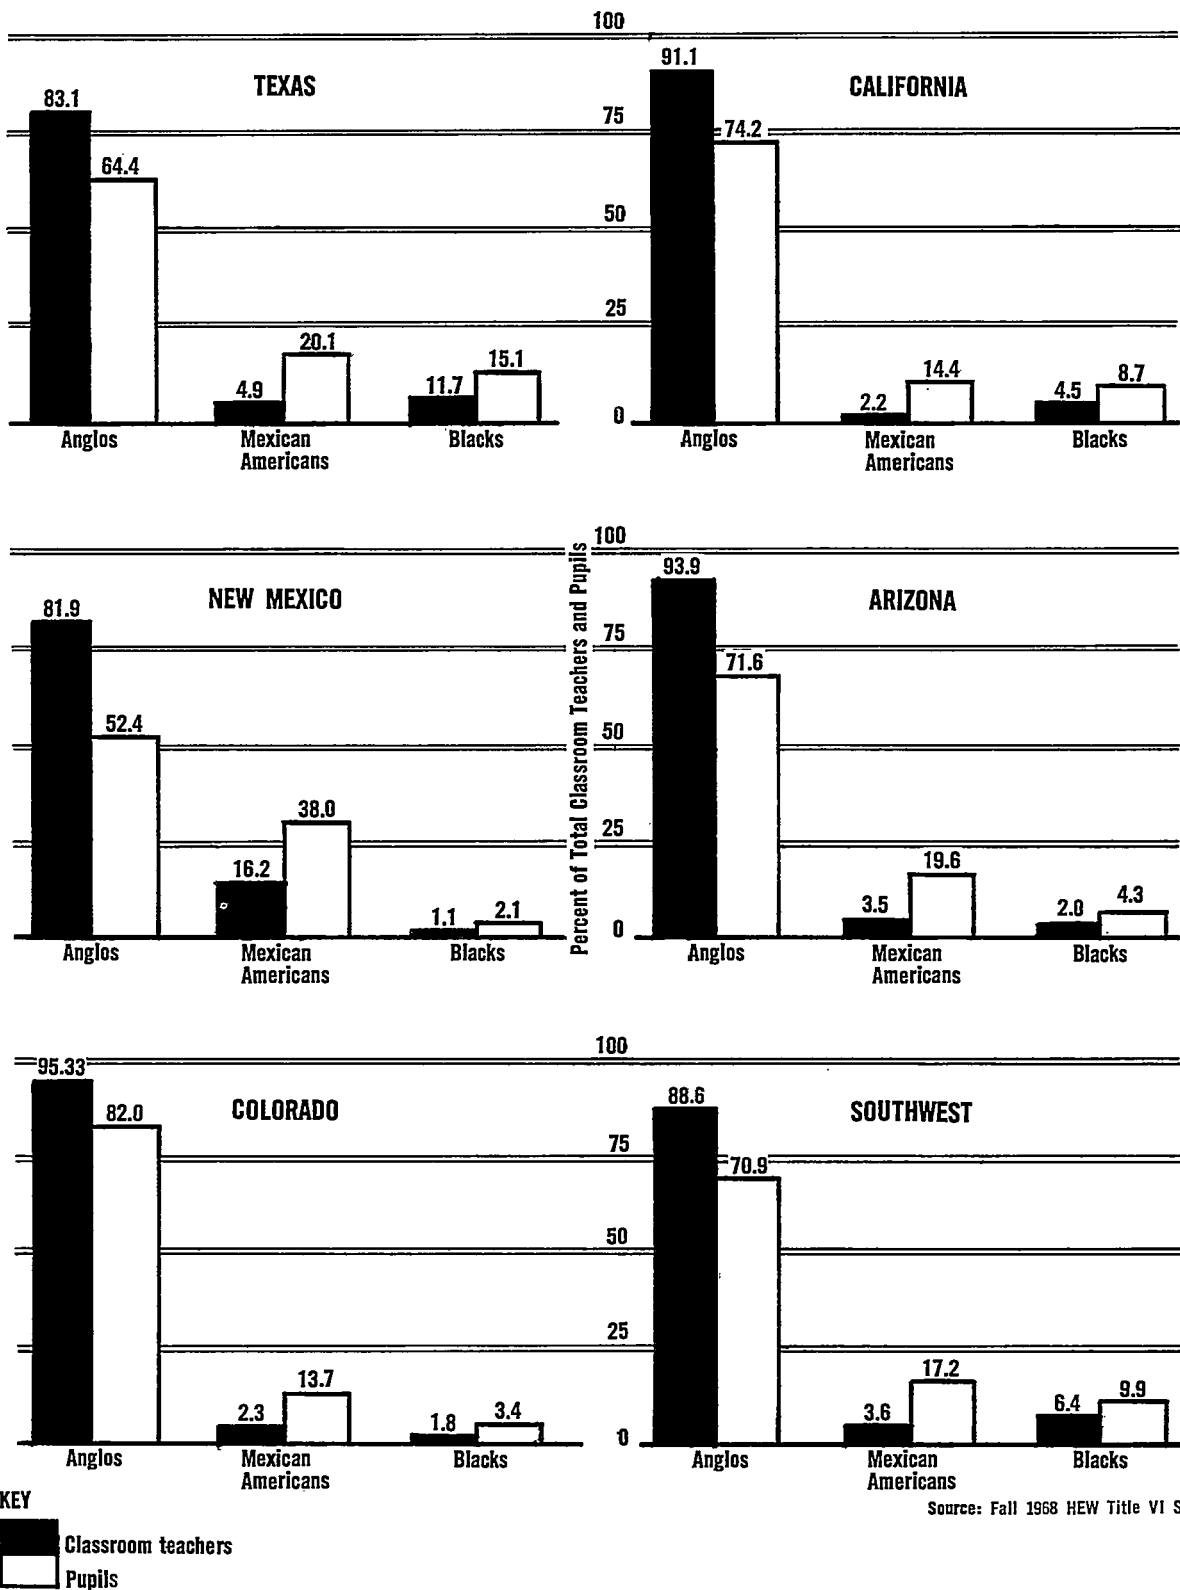 100
TEXAS
CALIFORNIA
83.1
64.4
91.1
74.2
75
50
25
20.1
4.9
11.7
15.1
14.4
2.2
4.5
8.7
0
Anglos
Mexican
Americans
Blacks
Anglos
Mexican
Americans
Blacks
Percent of Total Classroom Teachers and Pupils
100
NEW MEXICO
ARIZONA
81.9
52.4
93.9
71.6
75
50
25
38.0
16.2
1.1
2.1
19.6
3.5
2.0
4.3
0
Anglos
Mexican
Americans
Blacks
Anglos
Mexican
Americans
Blacks
100
COLORADO
SOUTHWEST
95.33
82.0
88.6
70.9
75
50
25
13.7
2.3
1.8
3.4
17.2
3.6
6.4
9.9
0
Anglos
Mexican
Americans
Blacks
Anglos
Mexican
Americans
Blacks
KEY
Classroom teachers
Pupils
Source: Fall 1968 HEW Title VI S